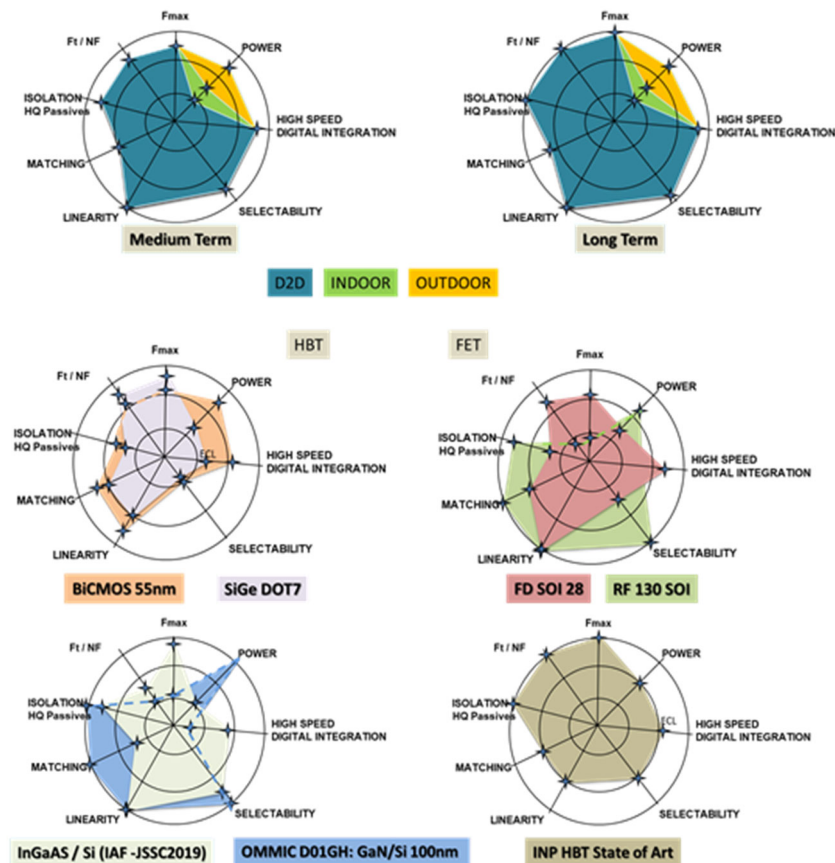 Fmax
Ft / NF
POWER
ISOLATION
HQ Passives
HIGH SPEED
DIGITAL INTEGRATION
MATCHING
LINEARITY
SELECTABILITY
Medium Term
Fmax
Ft / NF
POWER
ISOLATION
HQ Passives
HIGH SPEED
DIGITAL INTEGRATION
MATCHING
LINEARITY
SELECTABILITY
Long Term
D2D
INDOOR
OUTDOOR
HBT
FET
Fmax
Ft / NF
POWER
ISOLATION
HQ Passives
ECL
HIGH SPEED
DIGITAL INTEGRATION
MATCHING
LINEARITY
SELECTABILITY
BiCMOS 55nm
SiGe DOT7
Fmax
Ft / NF
POWER
ISOLATION
HQ Passives
HIGH SPEED
DIGITAL INTEGRATION
MATCHING
LINEARITY
SELECTABILITY
FD SOI 28
RF 130 SOI
Fmax
Ft / NF
POWER
ISOLATION
HQ Passives
HIGH SPEED
DIGITAL INTEGRATION
MATCHING
LINEARITY
SELECTABILITY
InGaAS / Si (IAF -JSSC2019)
OMMIC D01GH: GaN/Si 100nm
Fmax
Ft / NF
POWER
ISOLATION
HQ Passives
ECL
HIGH SPEED
DIGITAL INTEGRATION
MATCHING
LINEARITY
SELECTABILITY
INP HBT State of Art